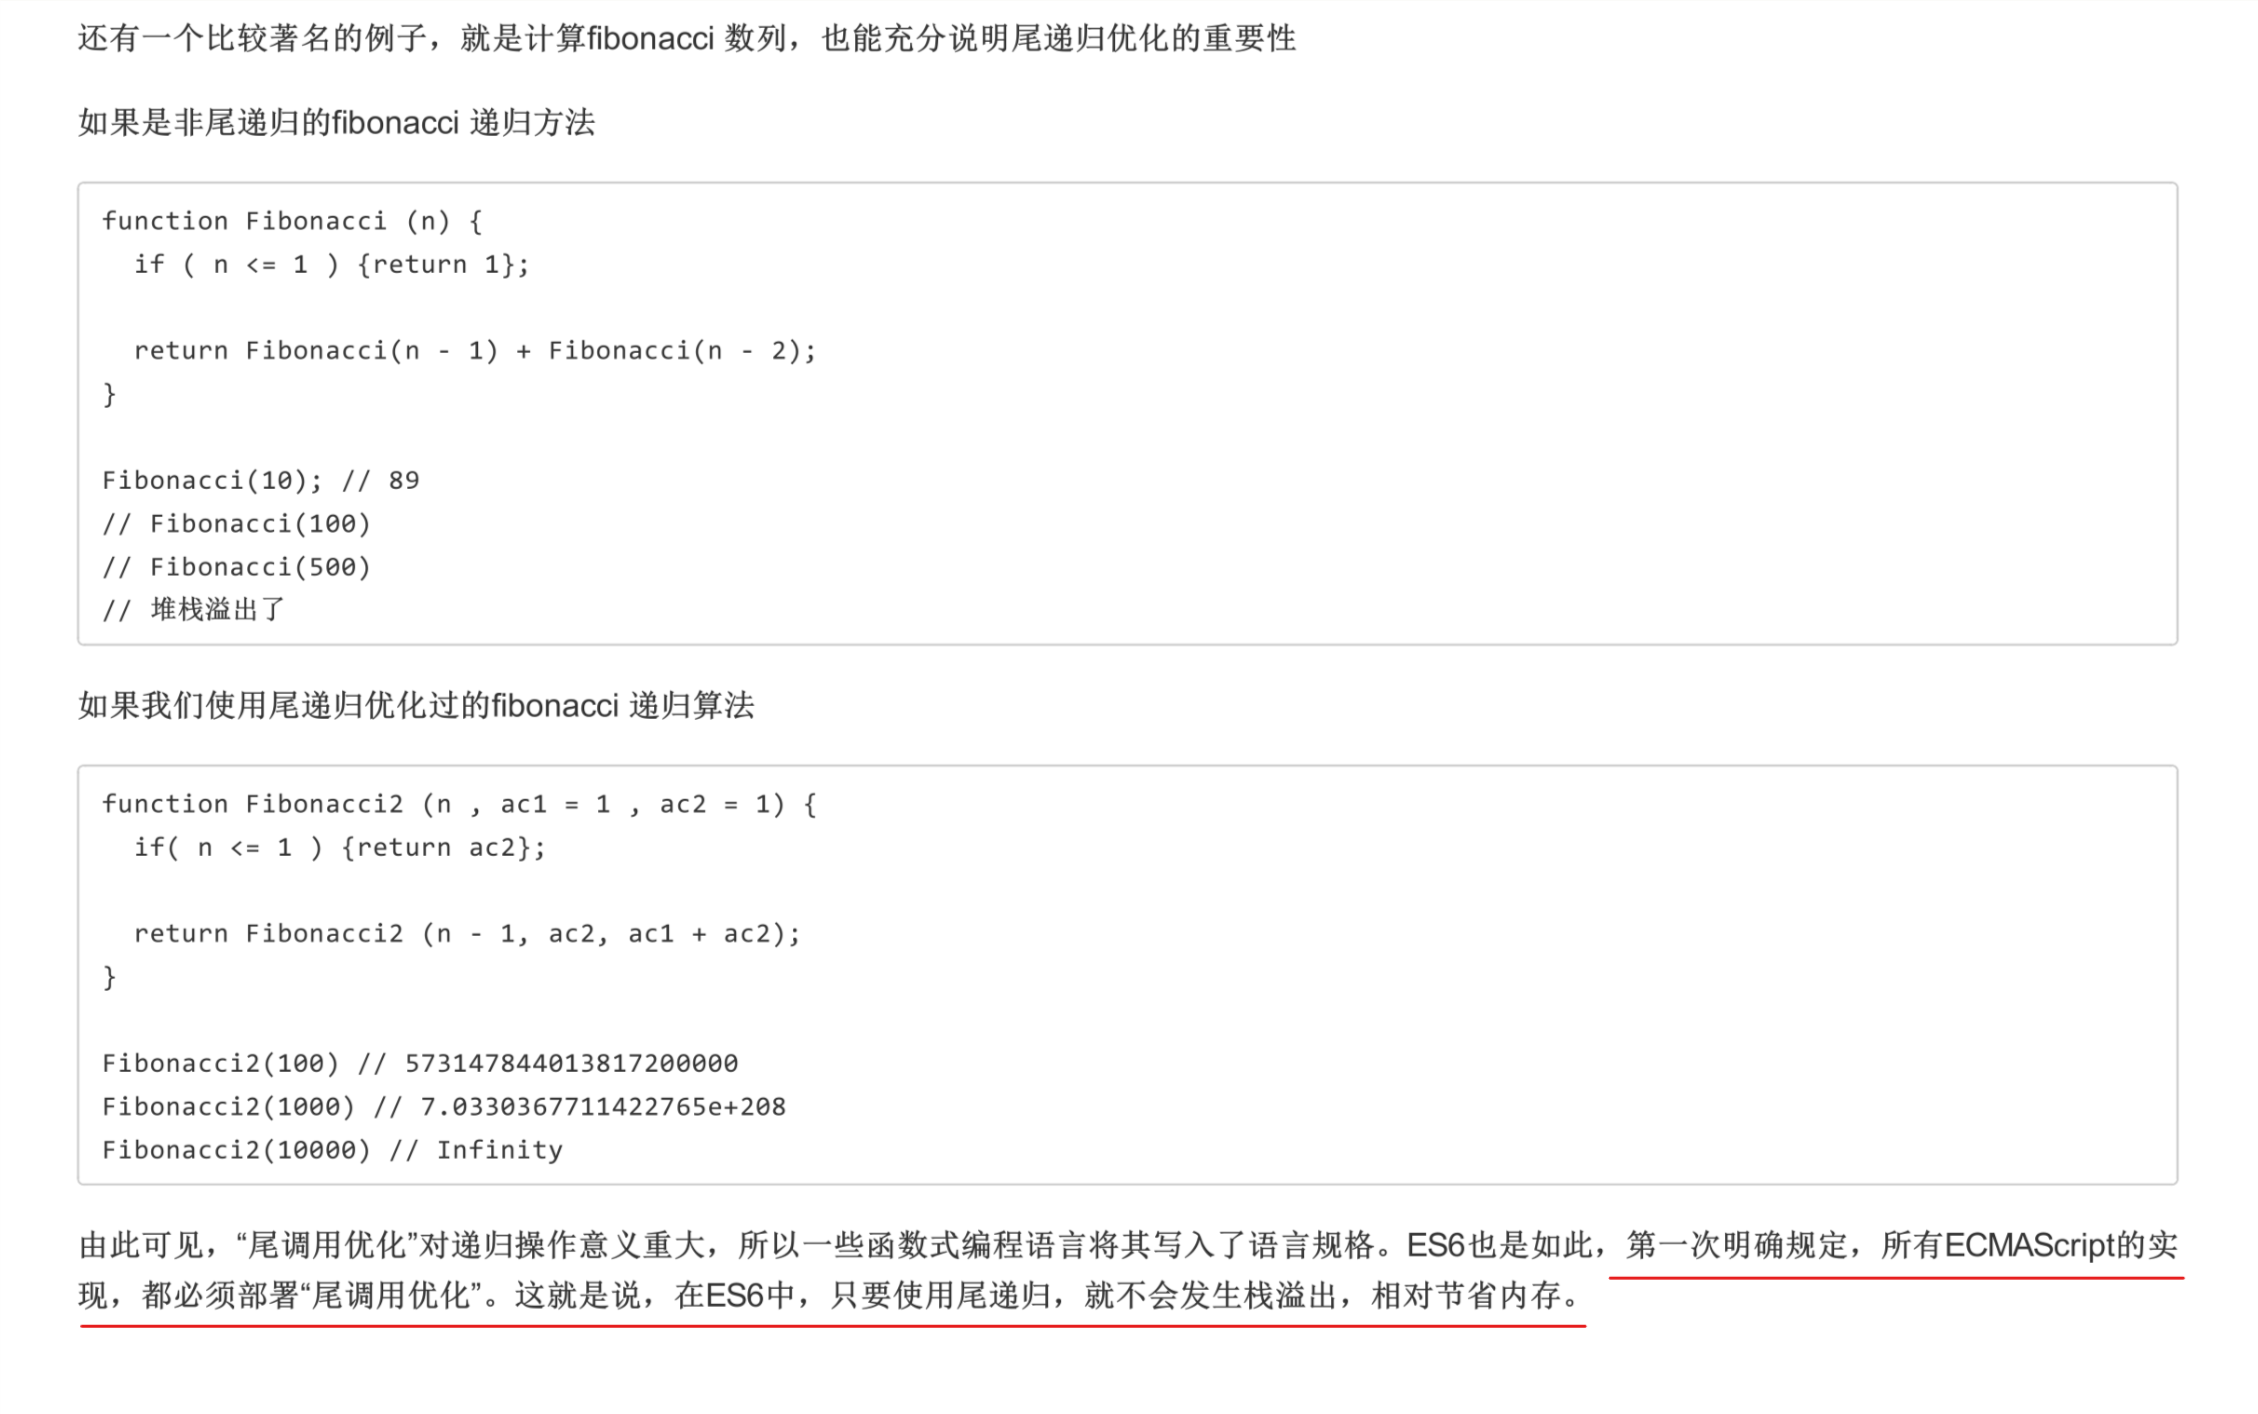 还有一个比较著名的例子，就是计算fibonacci 数列，也能充分说明尾递归优化的重要性
如果是非尾递归的fibonacci 递归方法
function Fibonacci (n) {
  if ( n <= 1 ) {return 1};
  return Fibonacci(n - 1) + Fibonacci(n - 2);
}
Fibonacci(10); // 89
// Fibonacci(100)
// Fibonacci(500)
// 堆栈溢出了
如果我们使用尾递归优化过的fibonacci 递归算法
function Fibonacci2 (n , ac1 = 1 , ac2 = 1) {
  if( n <= 1 ) {return ac2};
  return Fibonacci2 (n - 1, ac2, ac1 + ac2);
}
Fibonacci2(100) // 573147844013817200000
Fibonacci2(1000) // 7.0330367711422765e+208
Fibonacci2(10000) // Infinity
由此可见，“尾调用优化”对递归操作意义重大，所以一些函数式编程语言将其写入了语言规格。ES6也是如此，第一次明确规定，所有ECMAScript的实
现，都必须部署“尾调用优化”。这就是说，在ES6中，只要使用尾递归，就不会发生栈溢出，相对节省内存。